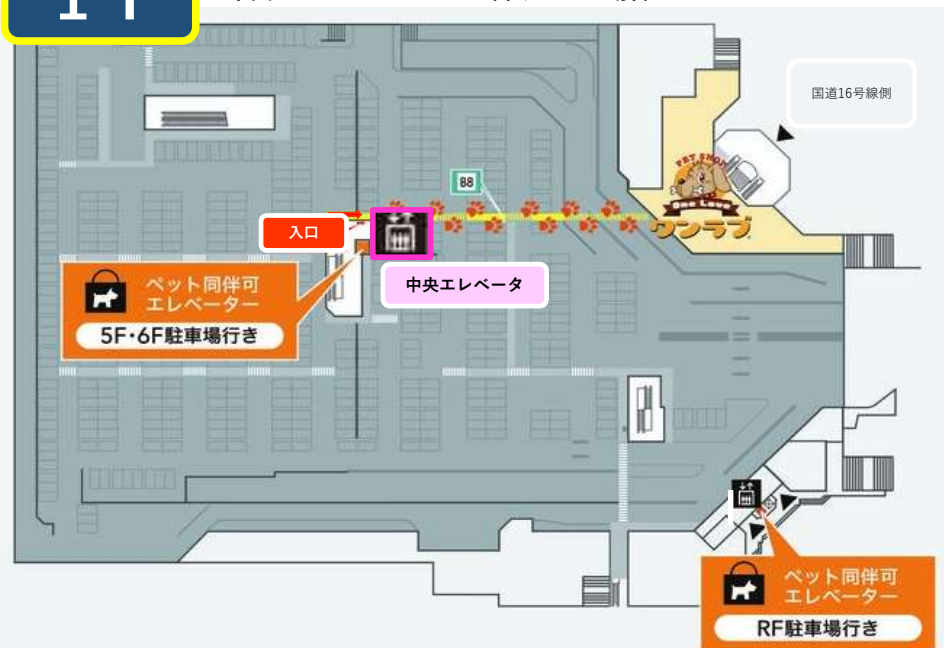 国道16号線側
B8
PET SHOP
One Love
ワンラブ
入口
中央エレベータ
ペット同伴可
エレベーター
5F・6F駐車場行き
ペット同伴可
エレベーター
RF駐車場行き